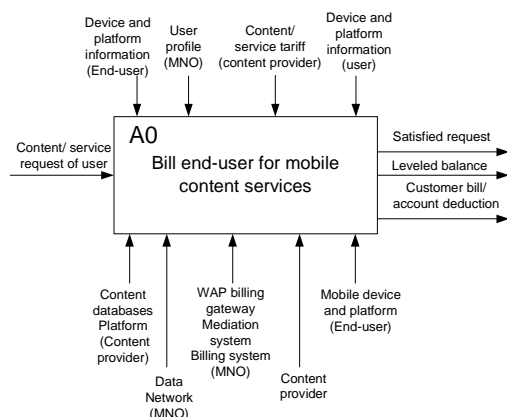 Device and
platform
information
(End-user)
User
profile
(MNO)
Content/
service tariff
(content provider)
Device and
platform
information
(user)
A0
Bill end-user for mobile
content services
Content/ service
request of user
Satisfied request
Leveled balance
Customer bill/
account deduction
Content
databases
Platform
(Content
provider)
Data
Network
(MNO)
WAP billing
gateway
Mediation
system
Billing system
(MNO)
Content
provider
Mobile device
and platform
(End-user)